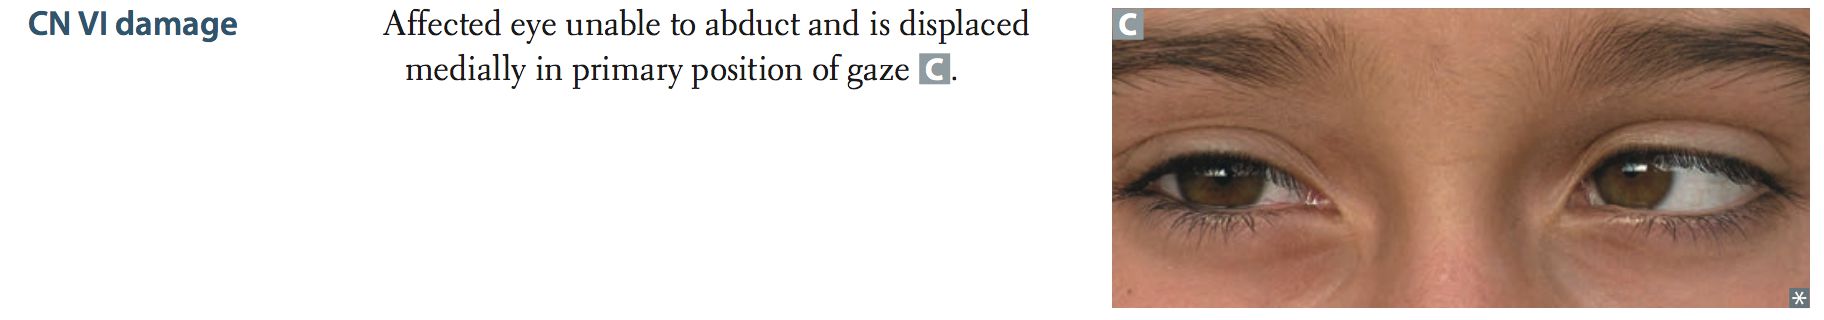 CN VI damage
Affected eye unable to abduct and is displaced
medially in primary position of gaze C.
C
*